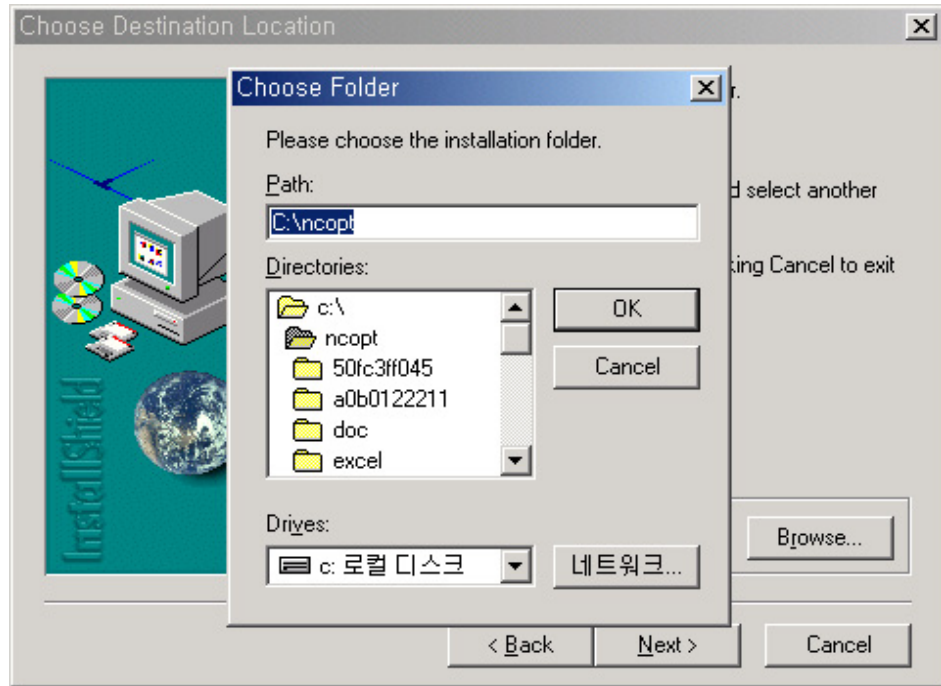 Choose Destination Location
Choose Folder
r.
Please choose the installation folder.
Path:
d select another
C:\ncopt
Directories:
king Cancel to exit
c:\
OK
ncopt
50fc3ff045
Cancel
a0b0122211
doc
excel
InstallShield
Drives:
Browse...
c: 로컬 디스크
네트워크...
< Back
Next >
Cancel